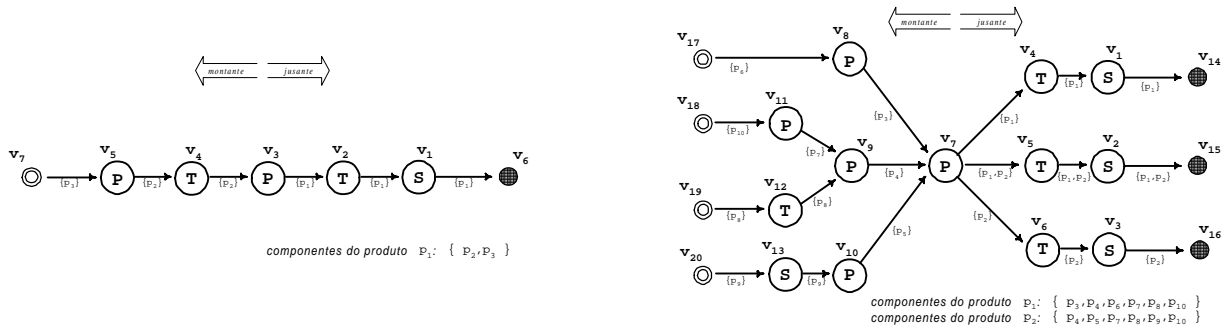 montante jusante
v7 v5 v4 v3 v2 v1 v6
P T P T S
{p3} {p2} {p2} {p1} {p1} {p1}
componentes do produto p1: { p2,p3 }
montante jusante
v17 v8 v4 v1 v14
P T S
{p6} {p1} {p1}
v18 v11 {p3} {p1}
P
{p10} {p7}
v9 v7 v5 v2 v15
P P T S
{p4} {p1,p2} {p1,p2} {p1,p2}
v19 v12
T
{p8} {p8} {p2}
v20 v13 v10 {p5} v6 v3 v16
S P T S
{p9} {p9} {p2} {p2}
componentes do produto p1: { p3,p4,p6,p7,p8,p10 }
componentes do produto p2: { p4,p5,p7,p8,p9,p10 }